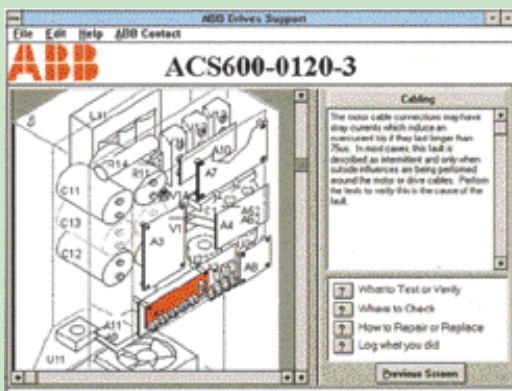 ABB Drives Support
File Edit Help ABB Contact
ABB
ACS600-0120-3
Cabling
The motor cable connections may have
stray currents which induce an
overcurrent trip if they last longer than
75us. In most cases, this fault is
described as intermittent and only when
outside influences are being performed
around the motor or drive cables. Perform
the tests to verify this is the cause of the
fault.
What to Test or Verify
Where to Check
How to Repair or Replace
Log what you did
Previous Screen
L31
R14
A10
C11
A7
C13
V1
A4
A3
C12
A8
A11
U11